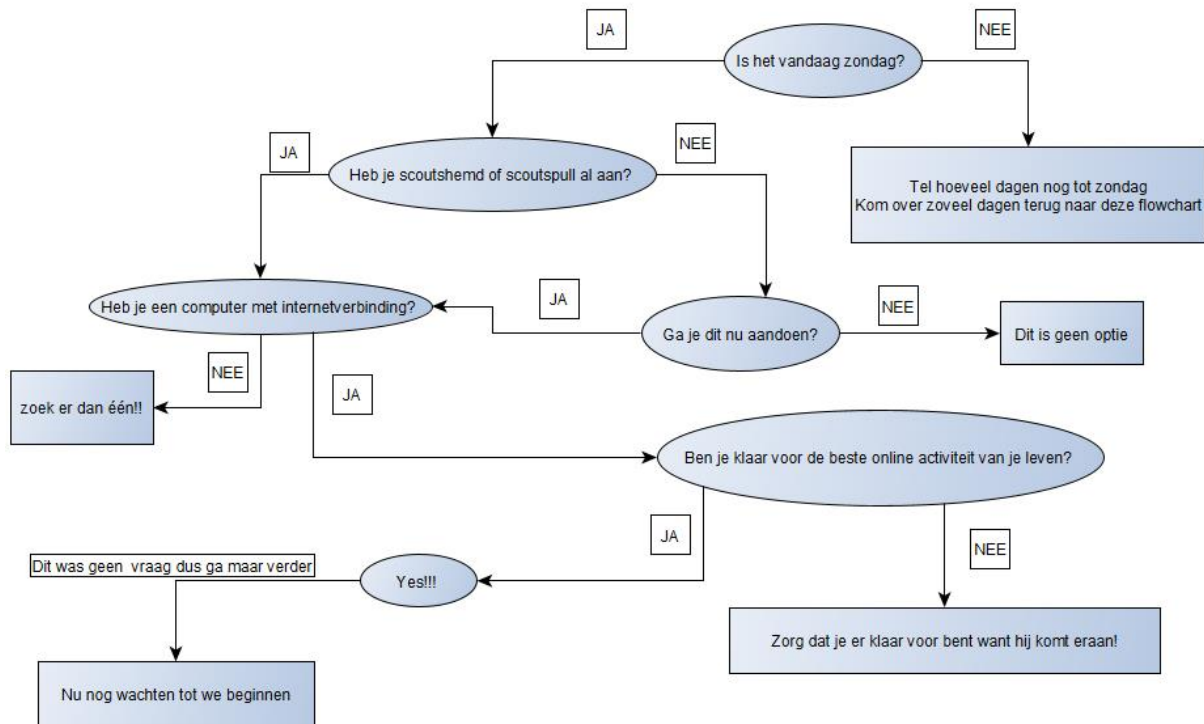 JA
NEE
Is het vandaag zondag?
JA
NEE
Heb je scoutshemd of scoutspull al aan?
Tel hoeveel dagen nog tot zondag
Kom over zoveel dagen terug naar deze flowchart
Heb je een computer met internetverbinding?
JA
Ga je dit nu aandoen?
NEE
Dit is geen optie
NEE
zoek er dan één!!
JA
Ben je klaar voor de beste online activiteit van je leven?
JA
NEE
Dit was geen vraag dus ga maar verder
Yes!!!
Zorg dat je er klaar voor bent want hij komt eraan!
Nu nog wachten tot we beginnen